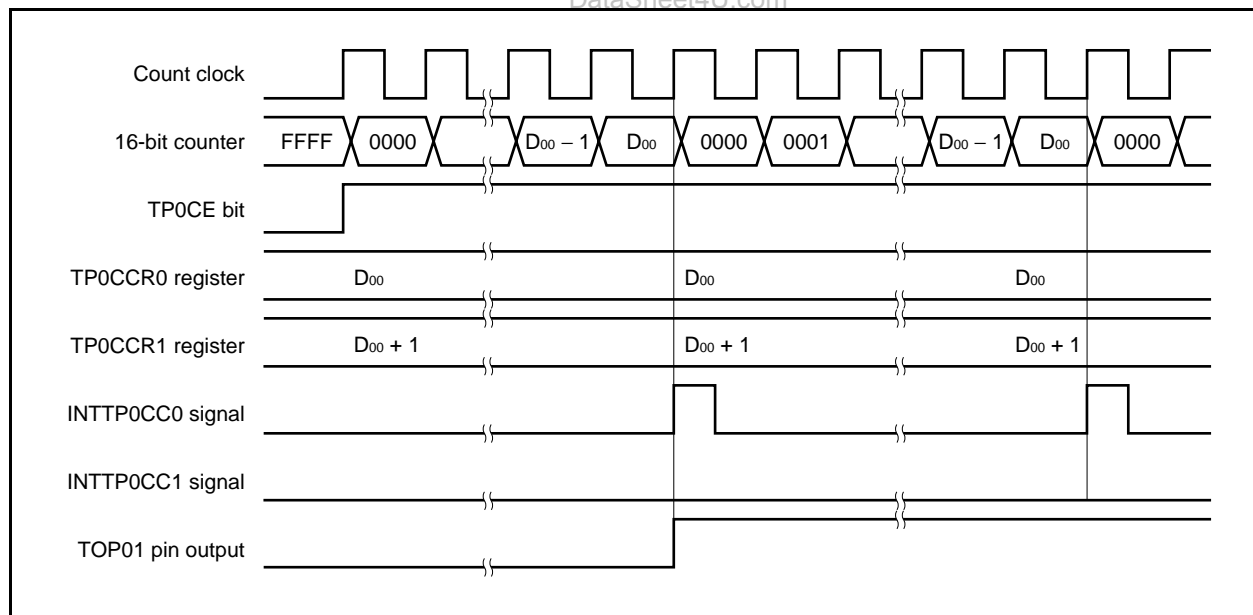 DataSheet4U.com
Count clock
16-bit counter FFFF 0000 D00 − 1 D00 0000 0001 D00 − 1 D00 0000
TP0CE bit
TP0CCR0 register D00 D00 D00
TP0CCR1 register D00 + 1 D00 + 1 D00 + 1
INTTP0CC0 signal
INTTP0CC1 signal
TOP01 pin output